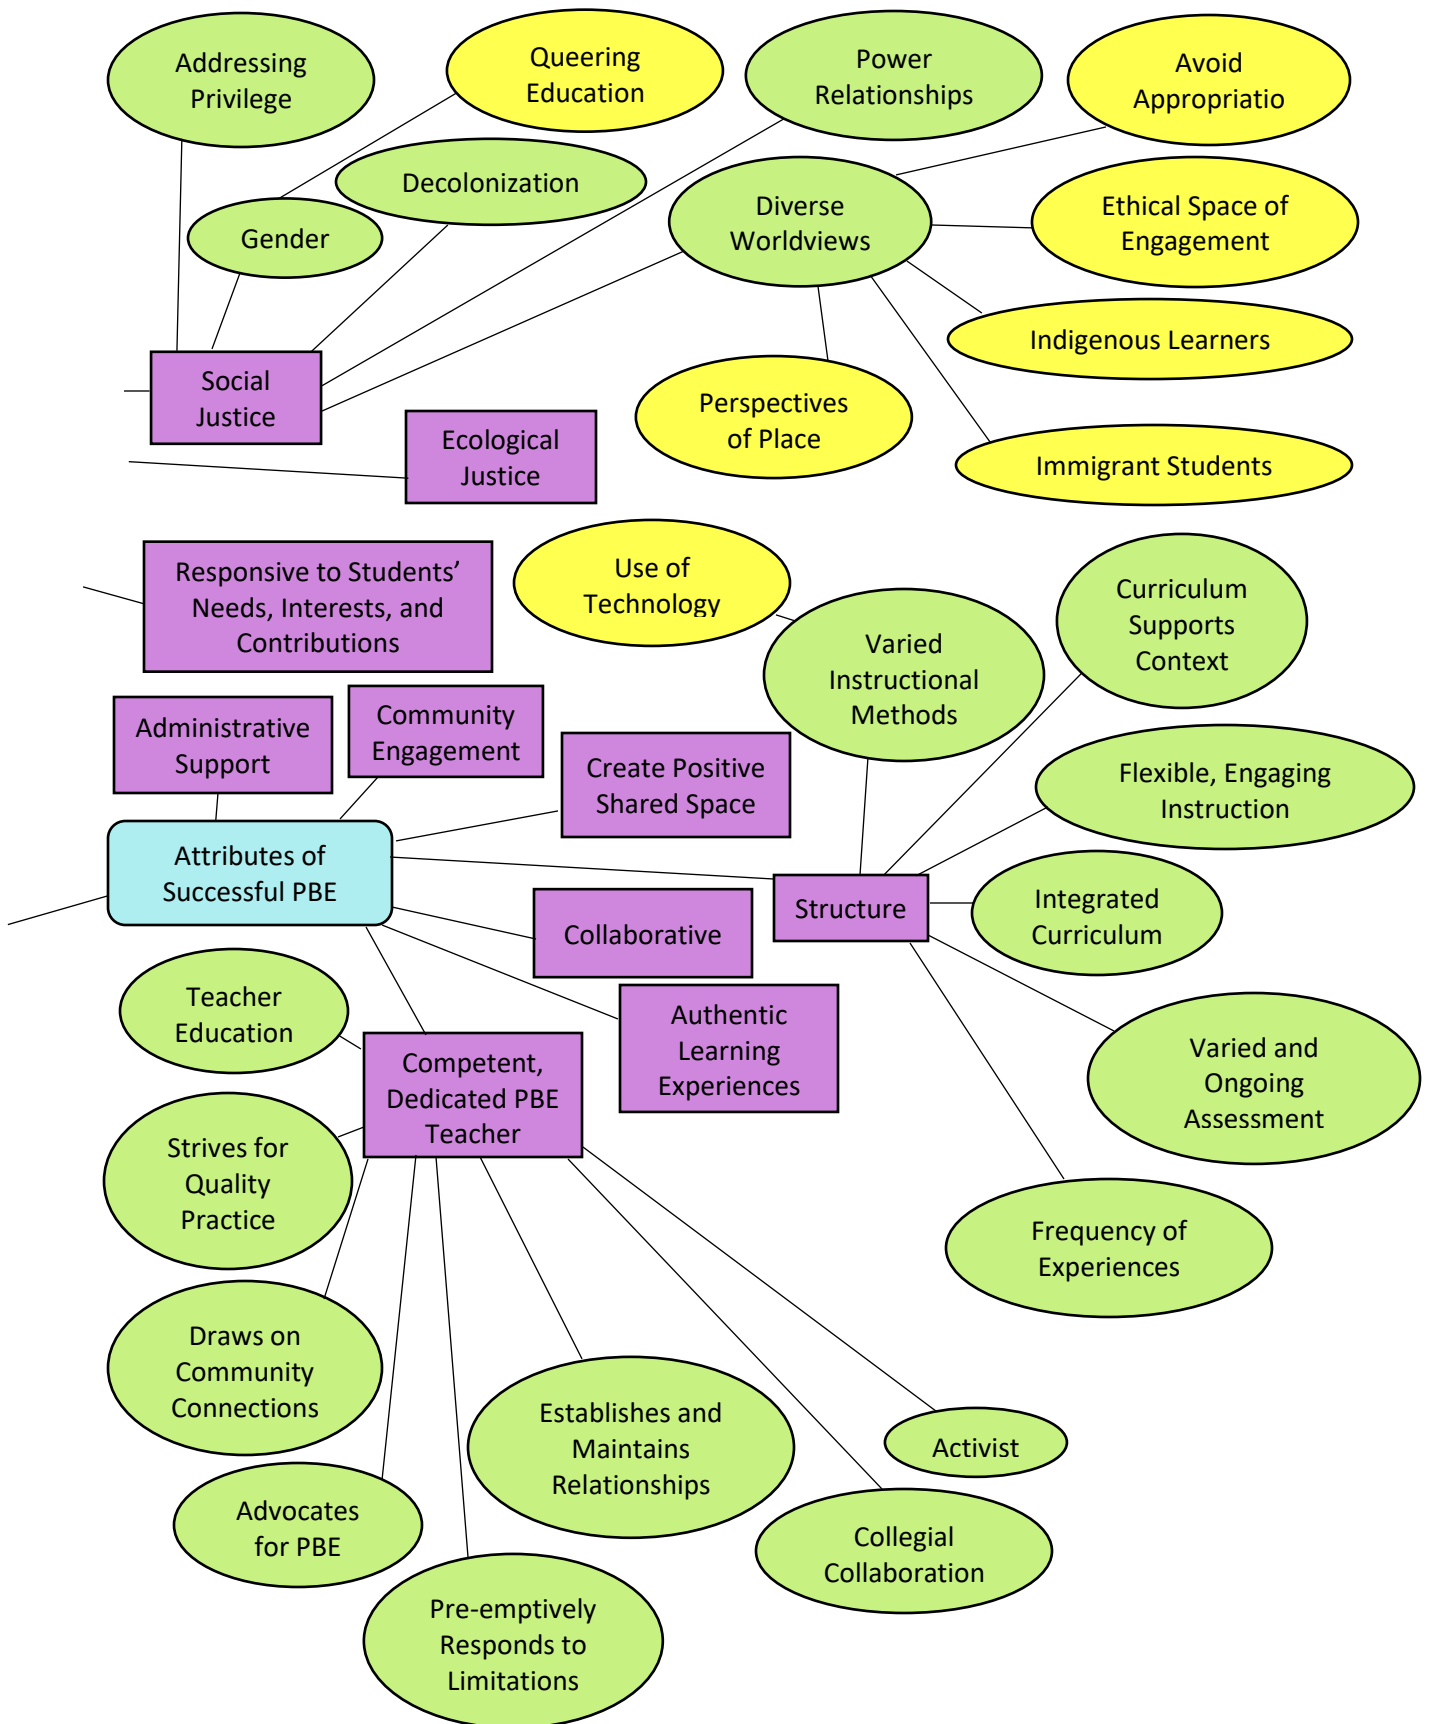 Addressing
Privilege
Queering
Education
Power
Relationships
Avoid
Appropriatio
Decolonization
Gender
Diverse
Worldviews
Ethical Space of
Engagement
Indigenous Learners
Social
Justice
Perspectives
of Place
Ecological
Justice
Immigrant Students
Responsive to Students’
Needs, Interests, and
Contributions
Use of
Technology
Varied
Instructional
Methods
Curriculum
Supports
Context
Administrative
Support
Community
Engagement
Create Positive
Shared Space
Flexible, Engaging
Instruction
Attributes of
Successful PBE
Structure
Integrated
Curriculum
Collaborative
Teacher
Education
Authentic
Learning
Experiences
Competent,
Dedicated PBE
Teacher
Varied and
Ongoing
Assessment
Strives for
Quality
Practice
Frequency of
Experiences
Draws on
Community
Connections
Establishes and
Maintains
Relationships
Activist
Advocates
for PBE
Collegial
Collaboration
Pre-emptively
Responds to
Limitations